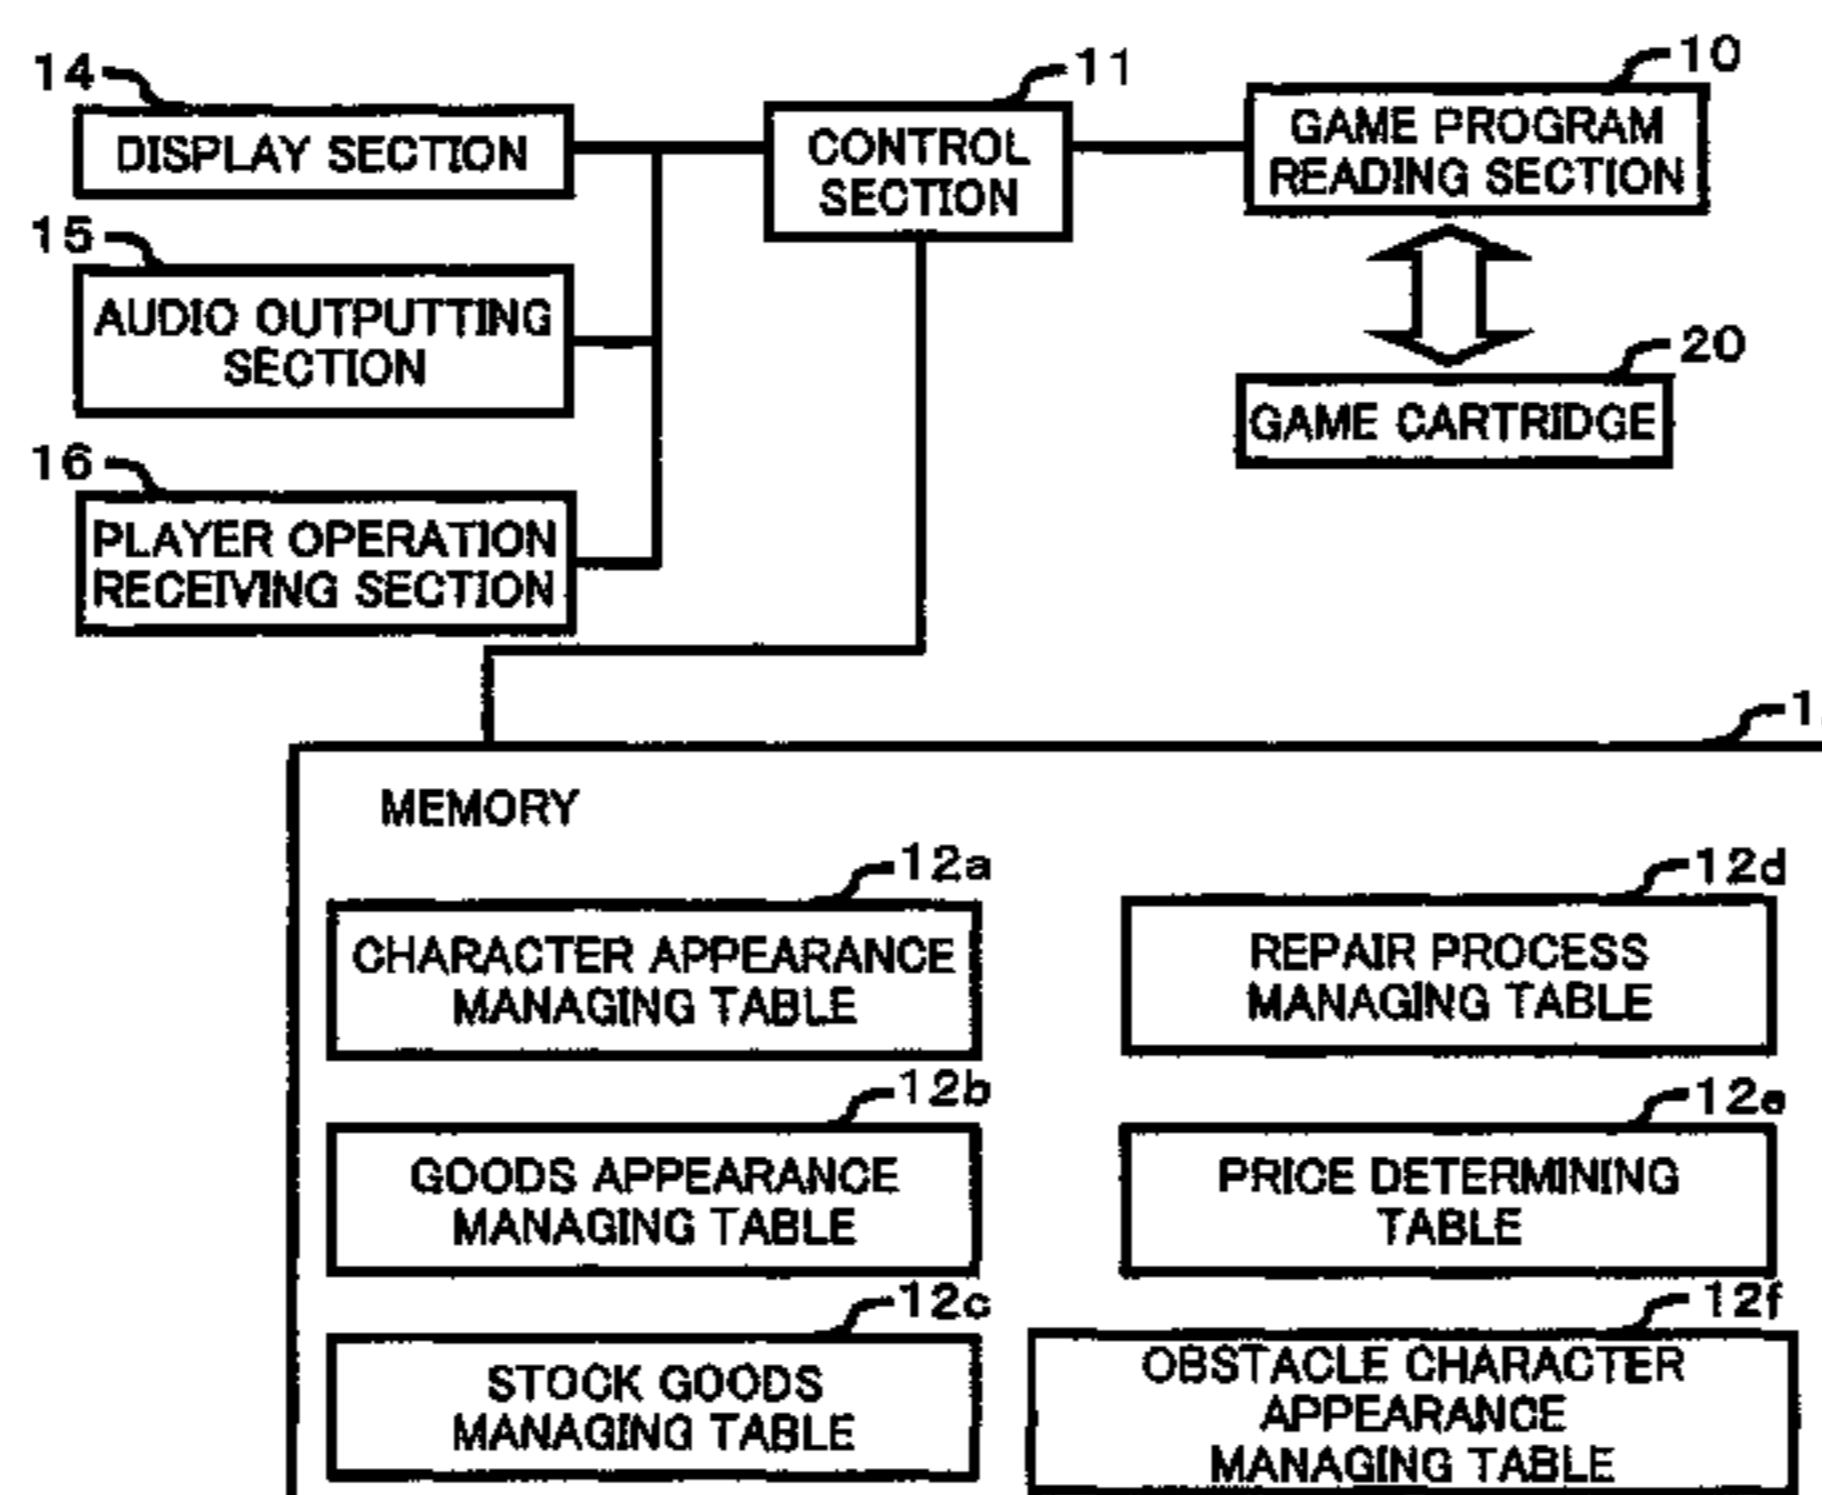 14
DISPLAY SECTION
15
AUDIO OUTPUTTING
SECTION
16
PLAYER OPERATION
RECEIVING SECTION
11
CONTROL
SECTION
10
GAME PROGRAM
READING SECTION
20
GAME CARTRIDGE
MEMORY
12a
CHARACTER APPEARANCE
MANAGING TABLE
12b
GOODS APPEARANCE
MANAGING TABLE
12c
STOCK GOODS
MANAGING TABLE
12d
REPAIR PROCESS
MANAGING TABLE
12e
PRICE DETERMINING
TABLE
12f
OBSTACLE CHARACTER
APPEARANCE
MANAGING TABLE